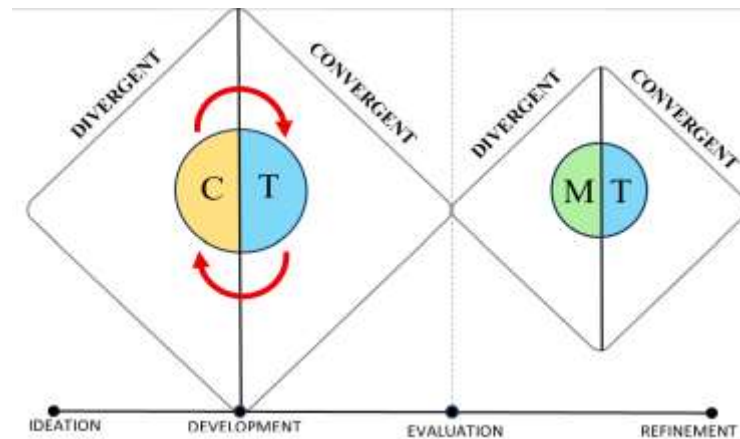 DIVERGENT
CONVERGENT
C T
DIVERGENT
CONVERGENT
M T
IDEATION
DEVELOPMENT
EVALUATION
REFINEMENT